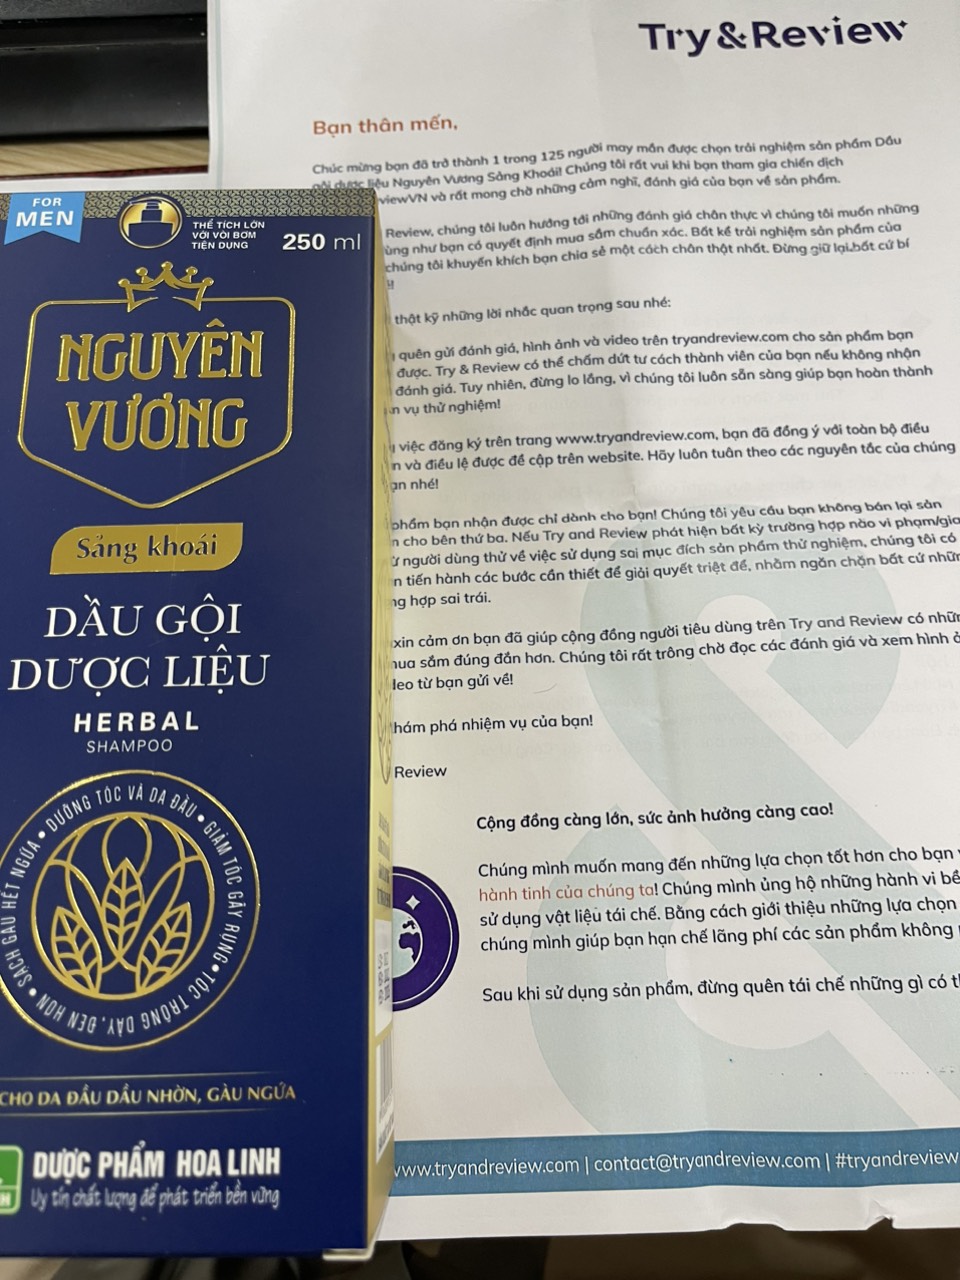 Try&Review
Bạn thân mến,
Chúc mừng bạn đã trở thành 1 trong 125 người may mắn được chọn trải nghiệm sản phẩm Dầu
gội dược liệu Nguyên Vương Sảng Khoái! Chúng tôi rất vui khi bạn tham gia chiến dịch
viewVN và rất mong chờ những cảm nghĩ, đánh giá của bạn về sản phẩm.
Review, chúng tôi luôn hướng tới những đánh giá chân thực vì chúng tôi muốn những
ùng như bạn có quyết định mua sắm chuẩn xác. Bất kể trải nghiệm sản phẩm của
chúng tôi khuyến khích bạn chia sẻ một cách chân thật nhất. Đừng giữ lại bất cứ bí
!
thật kỹ những lời nhắc quan trọng sau nhé:
quên gửi đánh giá, hình ảnh và video trên tryandreview.com cho sản phẩm bạn
được. Try & Review có thể chấm dứt tư cách thành viên của bạn nếu không nhận
đánh giá. Tuy nhiên, đừng lo lắng, vì chúng tôi luôn sẵn sàng giúp bạn hoàn thành
n vụ thử nghiệm!
việc đăng ký trên trang www.tryandreview.com, bạn đã đồng ý với toàn bộ điều
n và điều lệ được đề cập trên website. Hãy luôn tuân theo các nguyên tắc của chúng
ạn nhé!
phẩm bạn nhận được chỉ dành cho bạn! Chúng tôi yêu cầu bạn không bán lại sản
n cho bên thứ ba. Nếu Try and Review phát hiện bất kỳ trường hợp nào vi phạm/gia
ừ người dùng thử về việc sử dụng sai mục đích sản phẩm thử nghiệm, chúng tôi có
n tiến hành các bước cần thiết để giải quyết triệt để, nhằm ngăn chặn bất cứ nhữn
ng hợp sai trái.
xin cảm ơn bạn đã giúp cộng đồng người tiêu dùng trên Try and Review có nhữn
mua sắm đúng đắn hơn. Chúng tôi rất trông chờ đọc các đánh giá và xem hình ả
deo từ bạn gửi về!
hám phá nhiệm vụ của bạn!
Review
Cộng đồng càng lớn, sức ảnh hưởng càng cao!
Chúng mình muốn mang đến những lựa chọn tốt hơn cho bạn
hành tinh của chúng ta! Chúng mình ủng hộ những hành vi bề
sử dụng vật liệu tái chế. Bằng cách giới thiệu những lựa chọn
chúng mình giúp bạn hạn chế lãng phí các sản phẩm không
Sau khi sử dụng sản phẩm, đừng quên tái chế những gì có th
www.tryandreview.com | contact@tryandreview.com | #tryandreview
FOR
MEN
THỂ TÍCH LỚN
VỚI VÒI BƠM
TIỆN DỤNG
250 ml
NGUYÊN
VƯƠNG
Sảng khoái
DẦU GỘI
DƯỢC LIỆU
HERBAL
SHAMPOO
SẠCH GÀU HẾT NGỨA • DƯỠNG TÓC VÀ DA ĐẦU • GIẢM TÓC GÃY RỤNG • TÓC TRÔNG DÀY, ĐEN HƠN •
CHO DA ĐẦU DẦU NHỜN, GÀU NGỨA
DƯỢC PHẨM HOA LINH
Uy tín chất lượng để phát triển bền vững